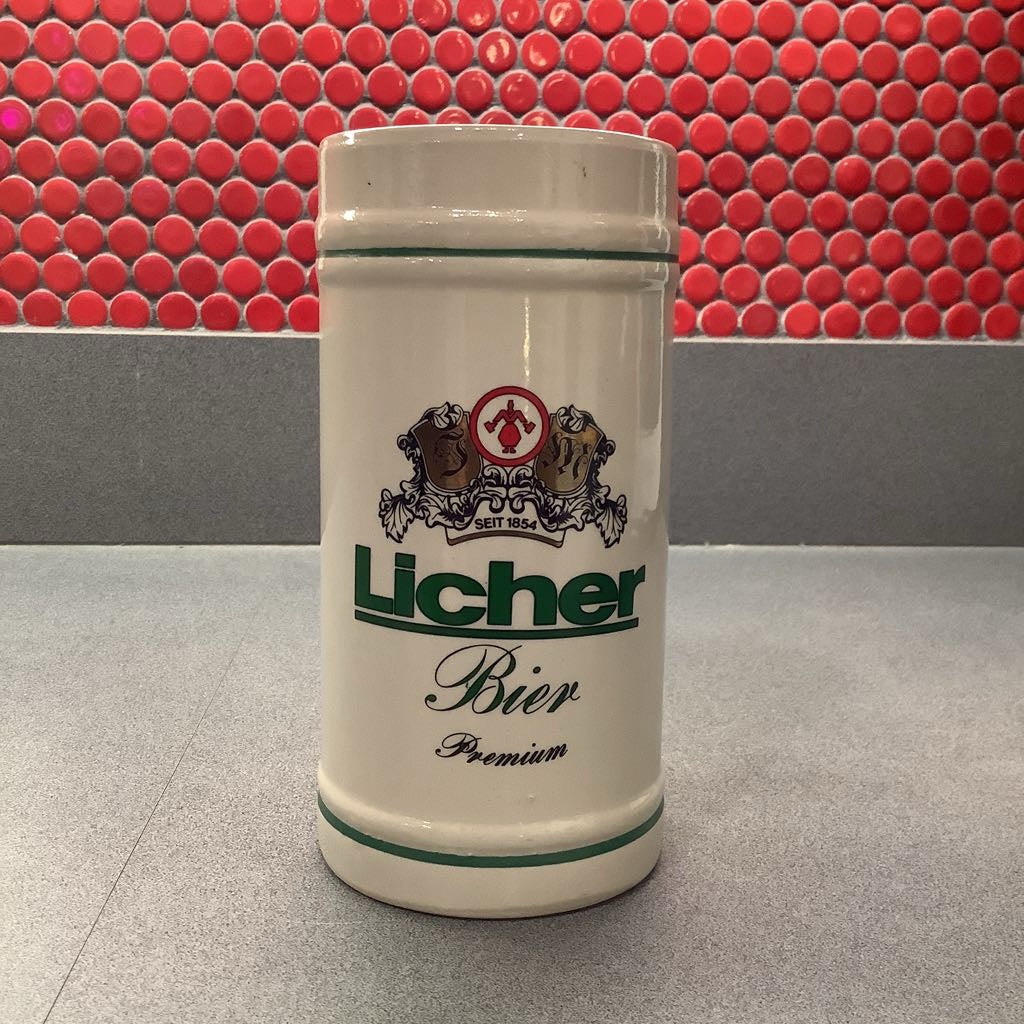 J M
SEIT 1854
Licher
Bier
Premium